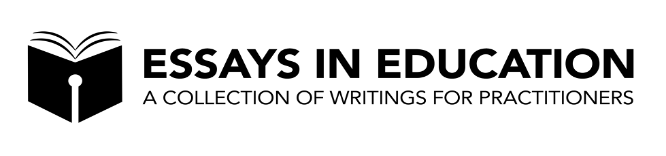 ESSAYS IN EDUCATION
A COLLECTION OF WRITINGS FOR PRACTITIONERS